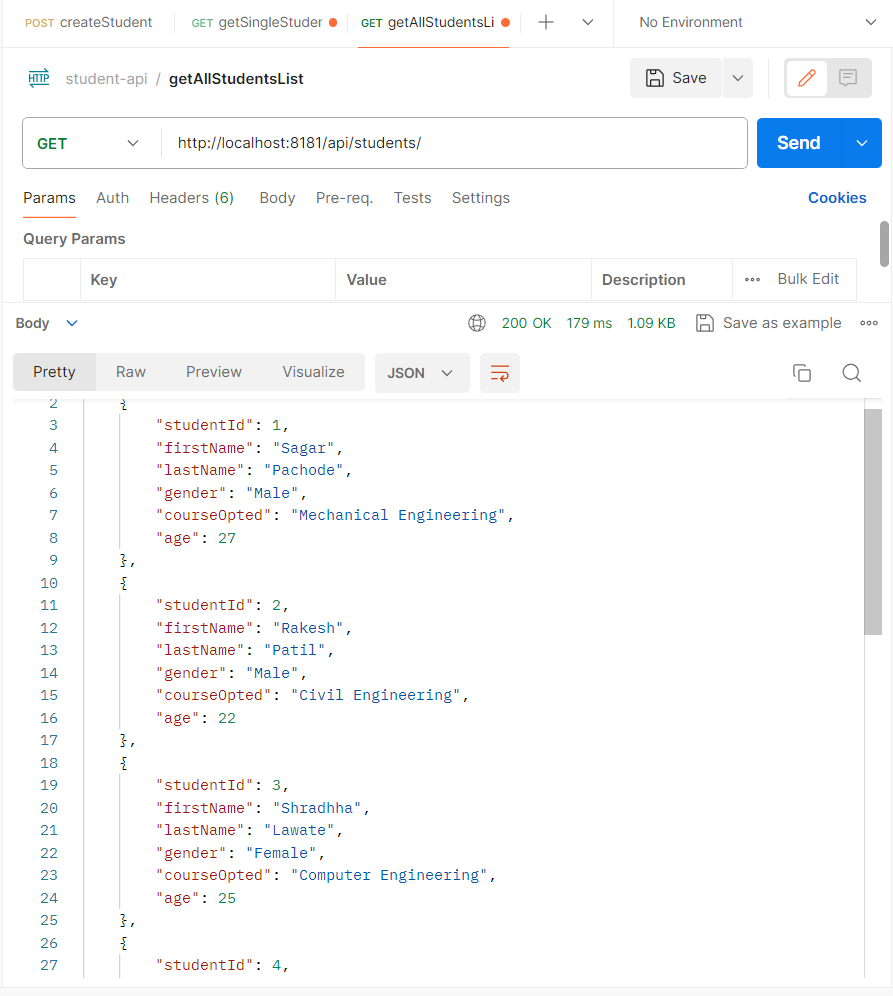 POST createStudent GET getSingleStuder GET getAllStudentsLi No Environment
HTTP student-api / getAllStudentsList Save
GET http://localhost:8181/api/students/ Send
Params Auth Headers (6) Body Pre-req. Tests Settings Cookies
Query Params
Key Value Description Bulk Edit
Body 200 OK 179 ms 1.09 KB Save as example
Pretty Raw Preview Visualize JSON
2 {
3 "studentId": 1,
4 "firstName": "Sagar",
5 "lastName": "Pachode",
6 "gender": "Male",
7 "courseOpted": "Mechanical Engineering",
8 "age": 27
9 },
10 {
11 "studentId": 2,
12 "firstName": "Rakesh",
13 "lastName": "Patil",
14 "gender": "Male",
15 "courseOpted": "Civil Engineering",
16 "age": 22
17 },
18 {
19 "studentId": 3,
20 "firstName": "Shradhha",
21 "lastName": "Lawate",
22 "gender": "Female",
23 "courseOpted": "Computer Engineering",
24 "age": 25
25 },
26 {
27 "studentId": 4,